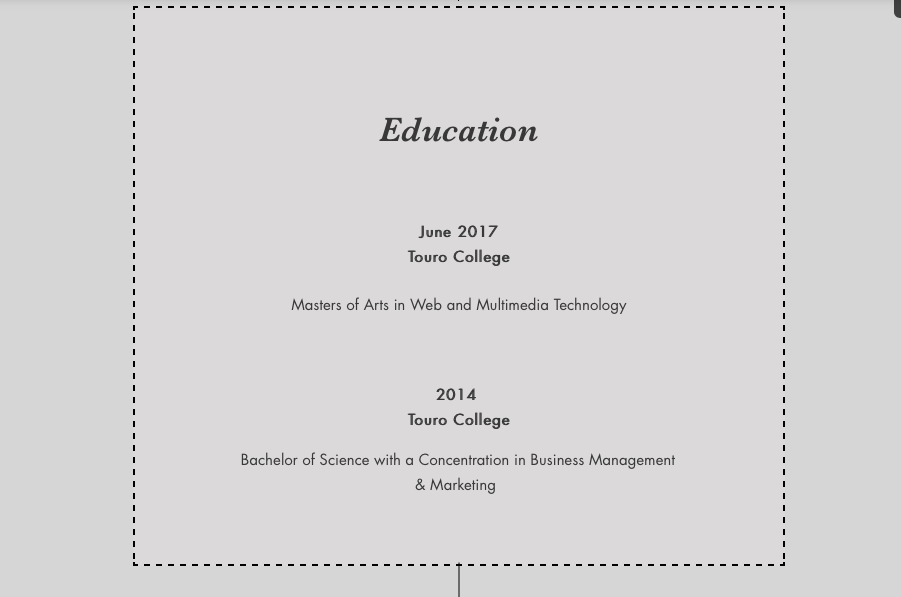 Education
June 2017
Touro College
Masters of Arts in Web and Multimedia Technology
2014
Touro College
Bachelor of Science with a Concentration in Business Management
& Marketing